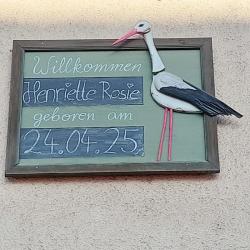 Willkommen
Henriette Rosie
geboren am
24.04.25.